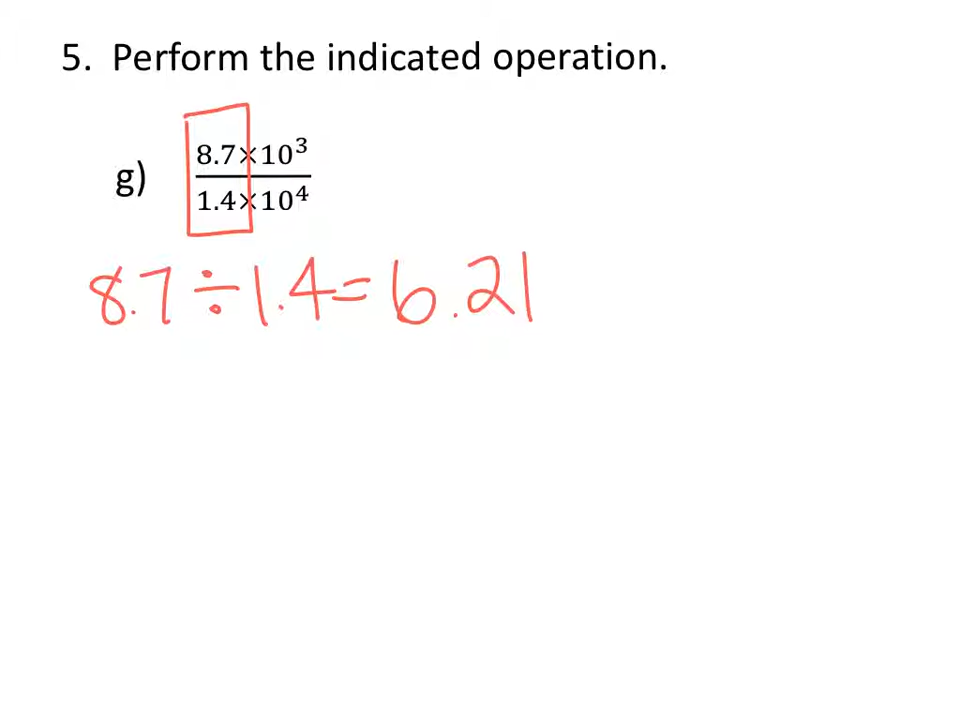 5. Perform the indicated operation.
g) 8.7×10³
1.4×10⁴
8.7÷1.4=6.21